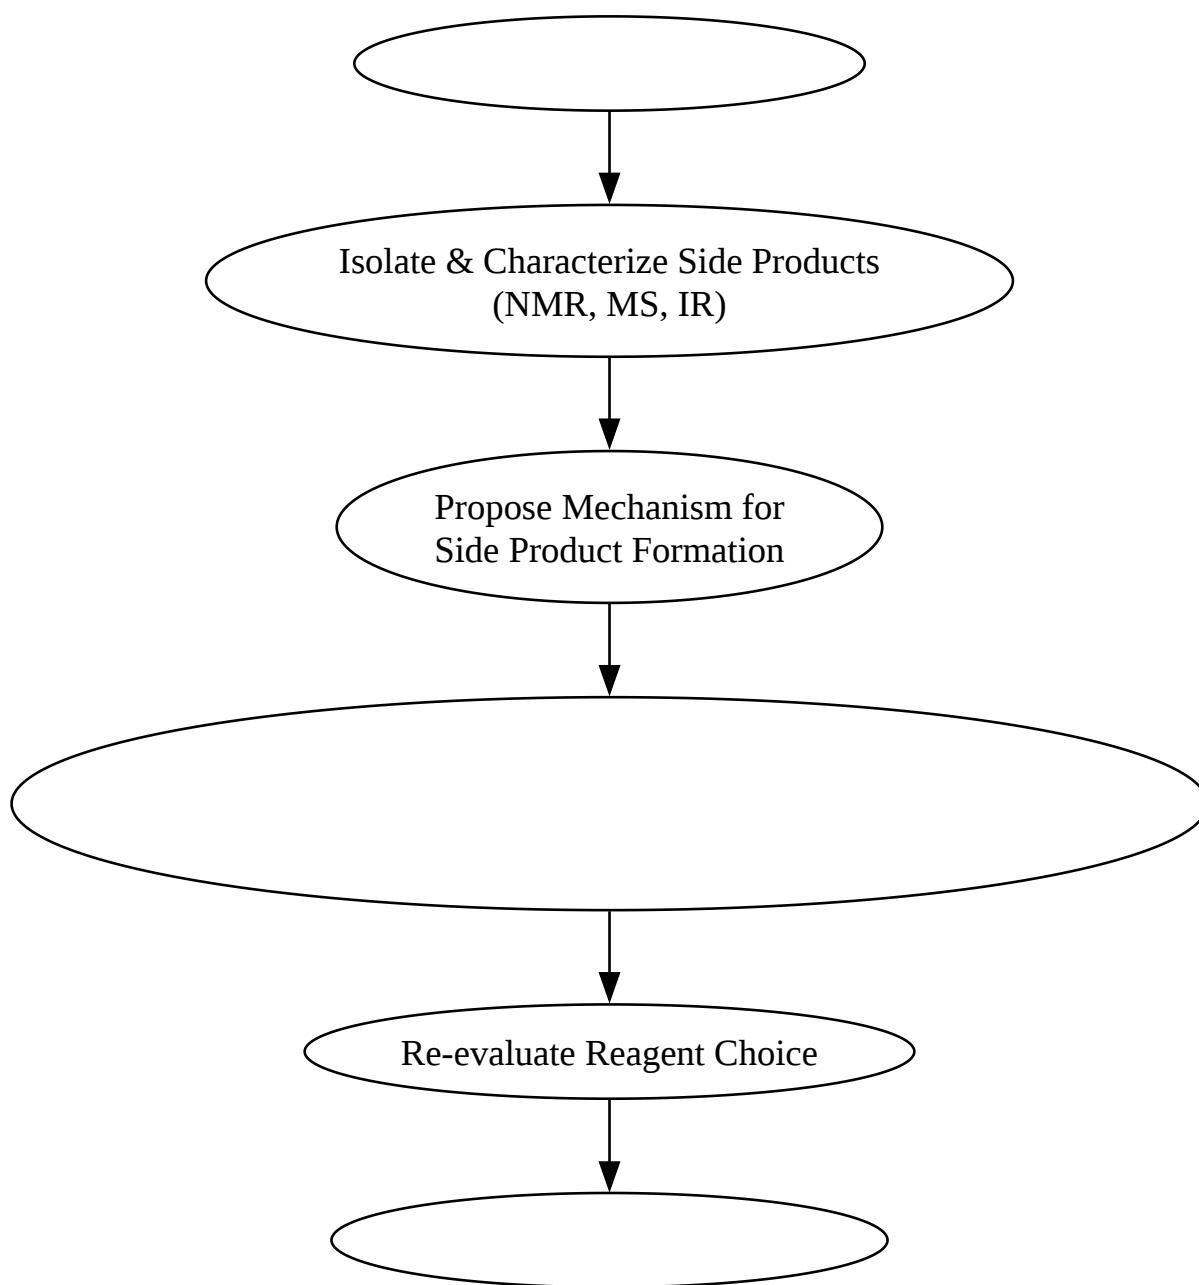 Isolate & Characterize Side Products
(NMR, MS, IR)
Propose Mechanism for
Side Product Formation
Re-evaluate Reagent Choice